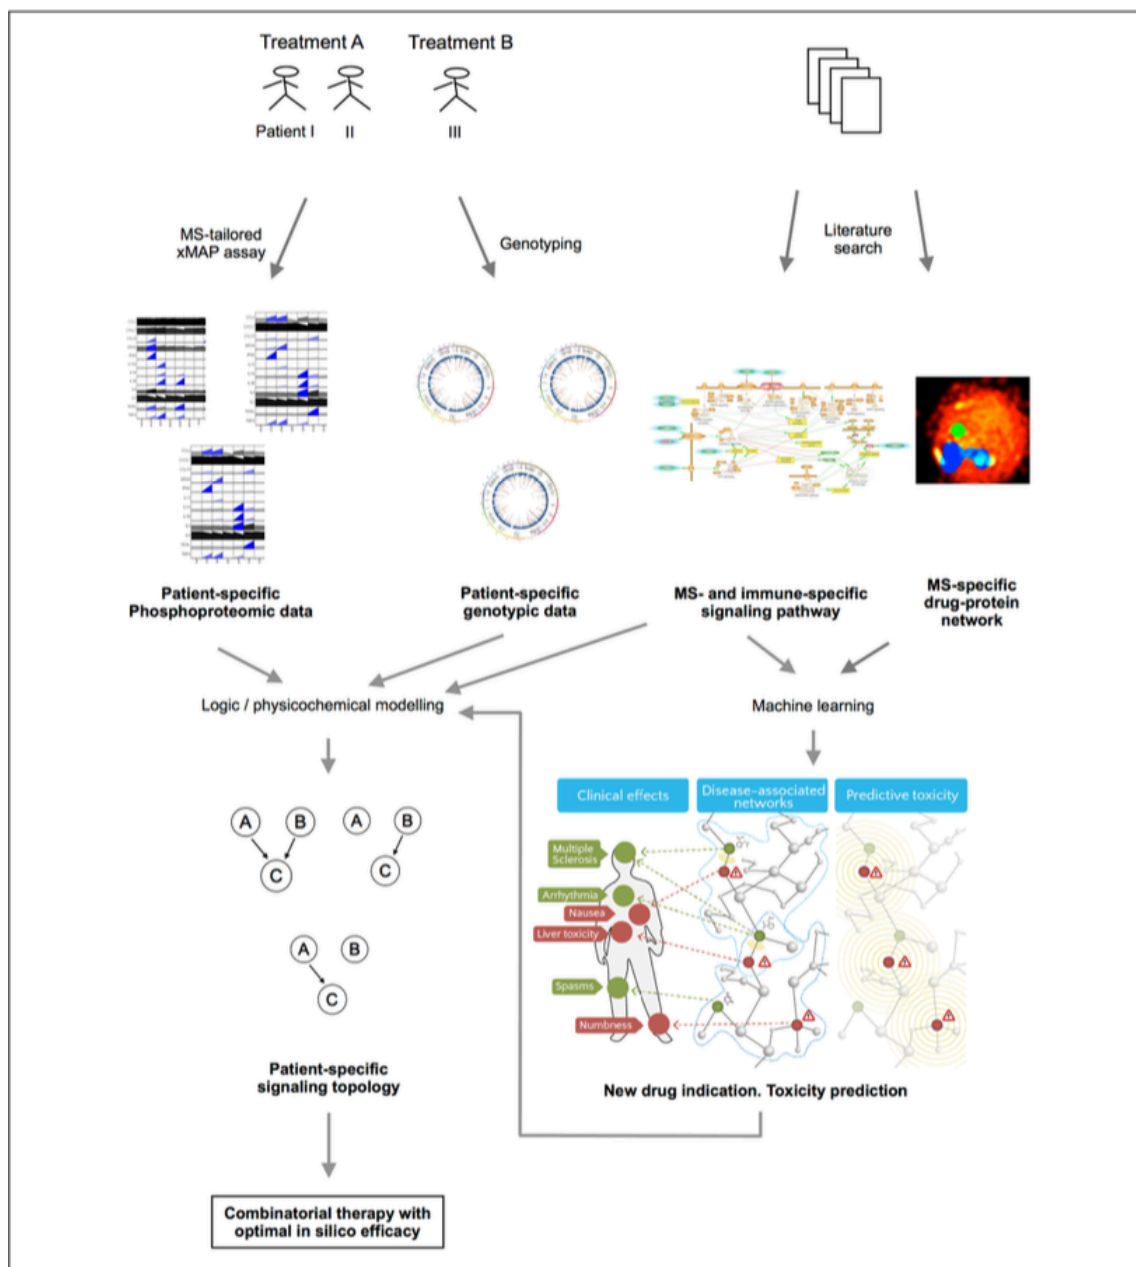 Treatment A
Treatment B
Patient I
II
III
MS-tailored
xMAP assay
Genotyping
Literature
search
Patient-specific
Phosphoproteomic data
Patient-specific
genotypic data
MS- and immune-specific
signaling pathway
MS-specific
drug-protein
network
Logic / physicochemical modelling
Machine learning
Clinical effects
Disease-associated
networks
Predictive toxicity
A
B
C
A
B
C
A
B
C
Multiple
Sclerosis
Arrhythmia
Nausea
Liver toxicity
Spasms
Numbness
Patient-specific
signaling topology
New drug indication. Toxicity prediction
Combinatorial therapy with
optimal in silico efficacy